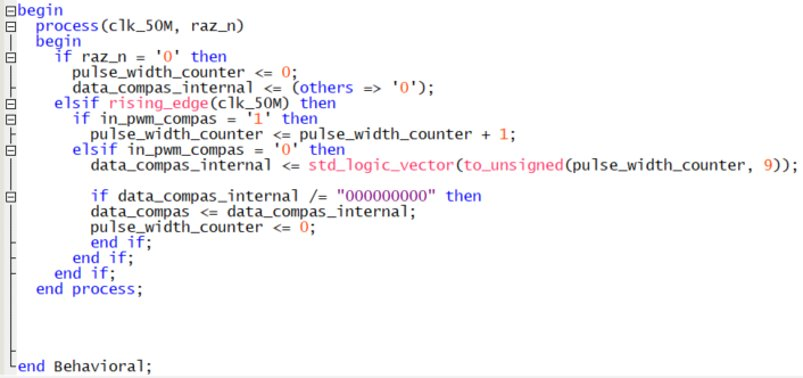 begin
process(clk_50M, raz_n)
begin
if raz_n = '0' then
pulse_width_counter <= 0;
data_compas_internal <= (others => '0');
elsif rising_edge(clk_50M) then
if in_pwm_compas = '1' then
pulse_width_counter <= pulse_width_counter + 1;
elsif in_pwm_compas = '0' then
data_compas_internal <= std_logic_vector(to_unsigned(pulse_width_counter, 9));
if data_compas_internal /= "000000000" then
data_compas <= data_compas_internal;
pulse_width_counter <= 0;
end if;
end if;
end if;
end process;
end Behavioral;